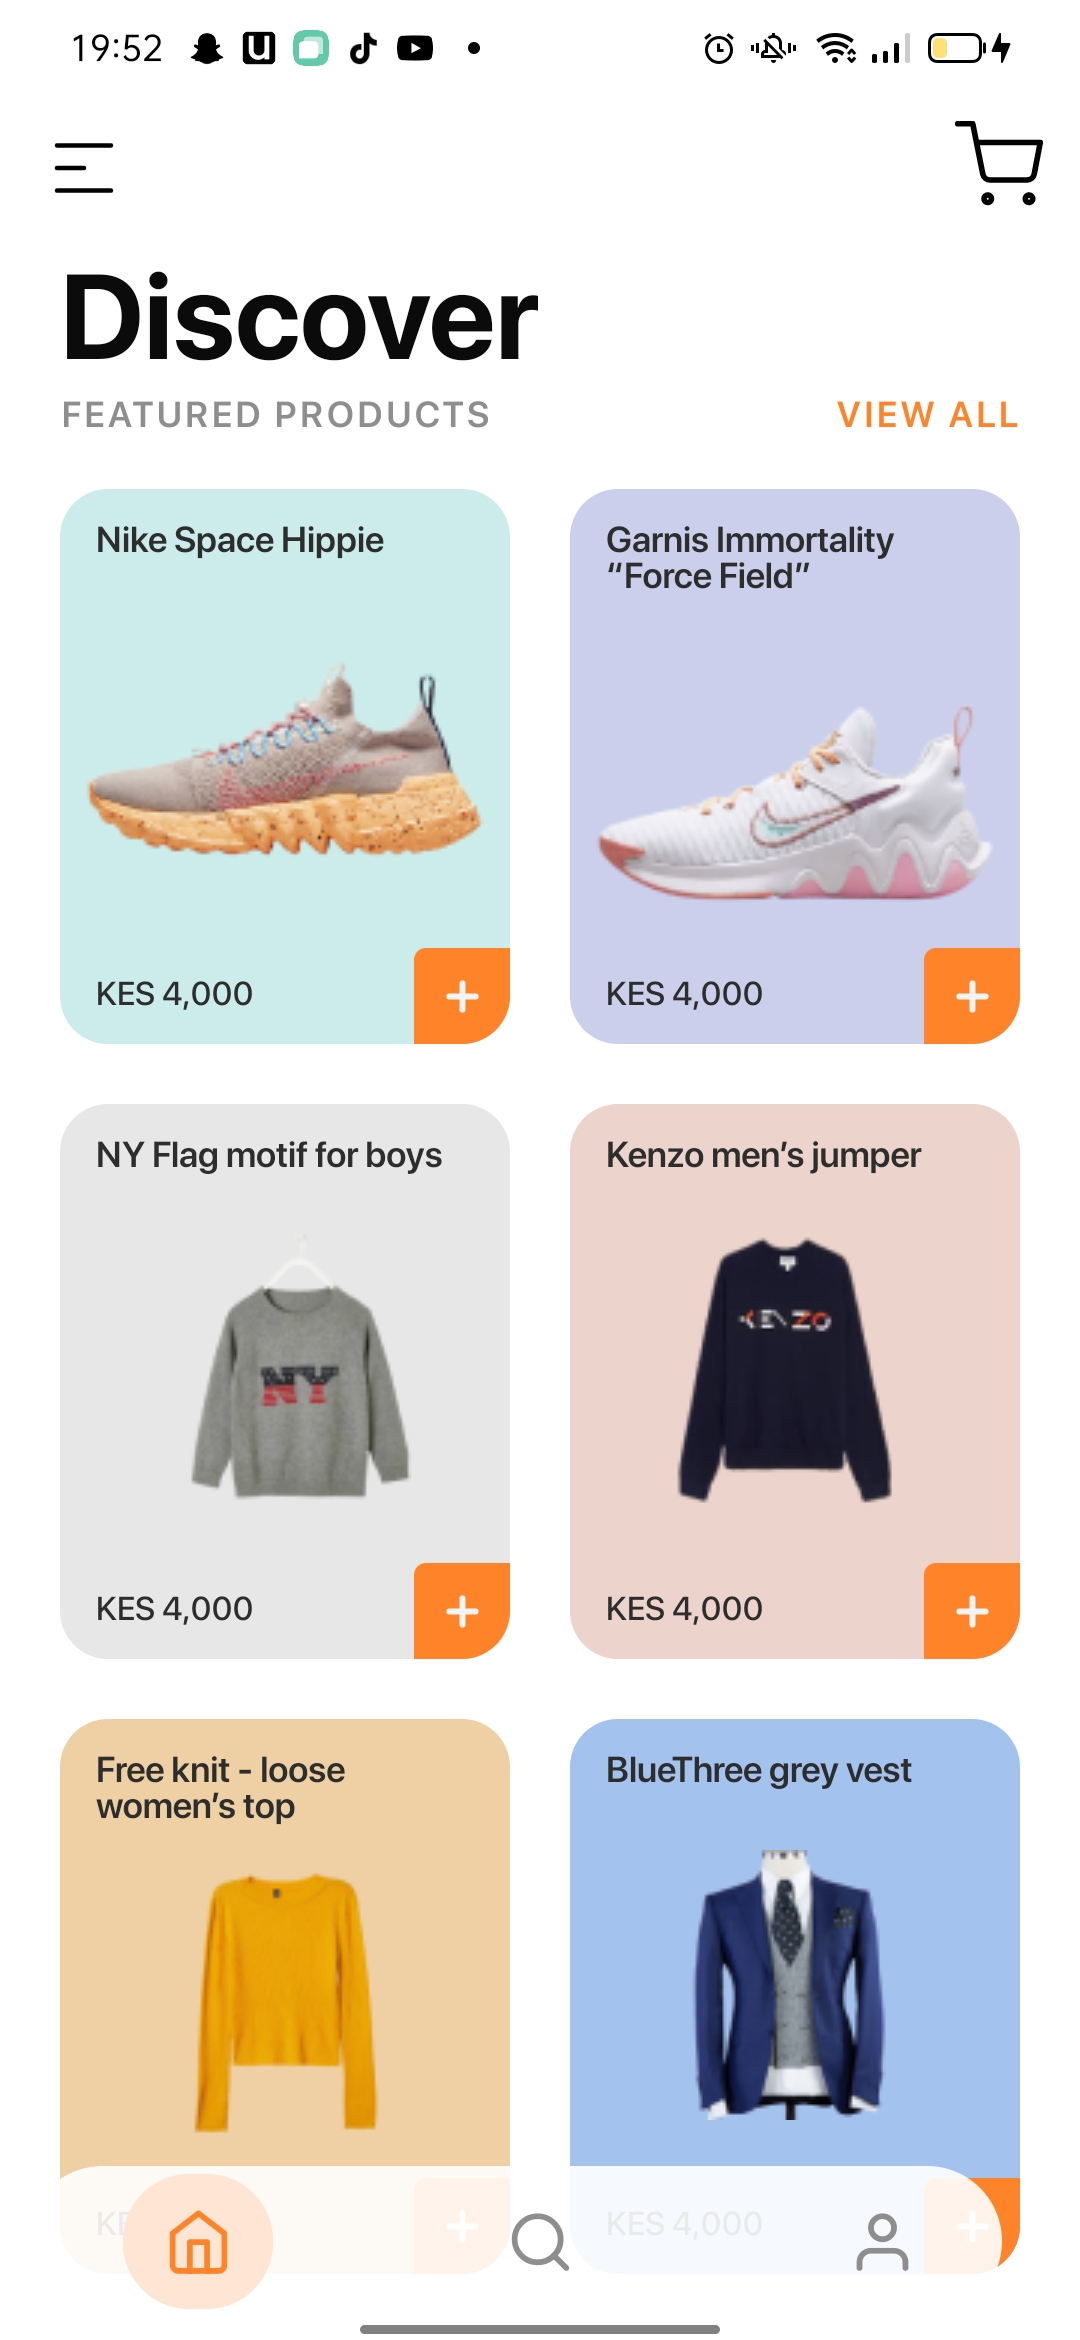 19:52
Discover
FEATURED PRODUCTS
VIEW ALL
Nike Space Hippie
KES 4,000
Garnis Immortality
“Force Field”
KES 4,000
NY Flag motif for boys
NY
KES 4,000
Kenzo men’s jumper
KENZO
KES 4,000
Free knit - loose
women’s top
KE
BlueThree grey vest
KES 4,000